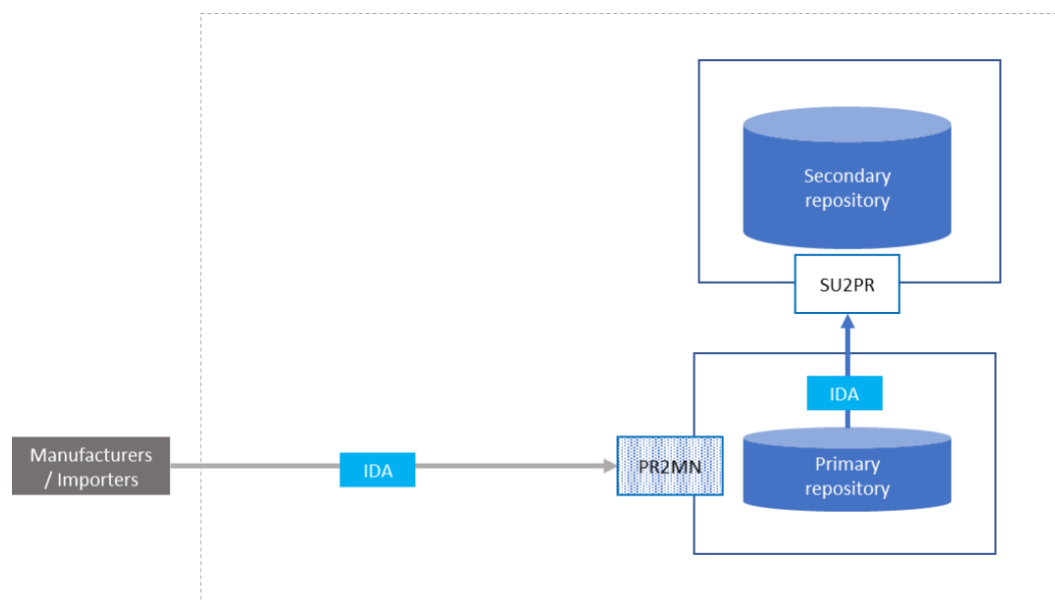 Secondary
repository
SU2PR
IDA
Manufacturers
/ Importers
IDA
PR2MN
Primary
repository